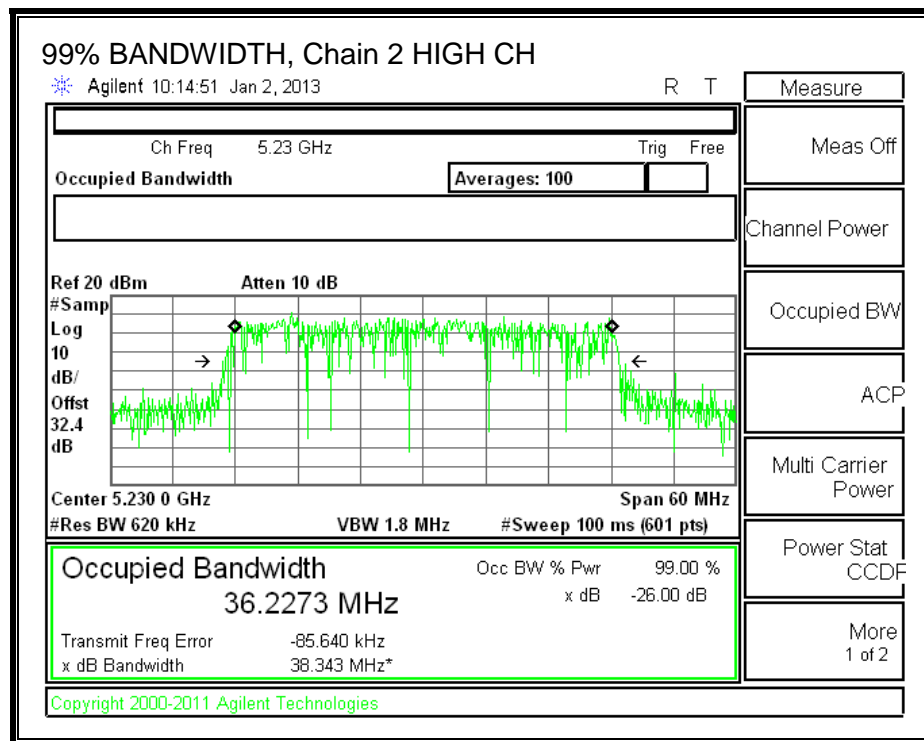 99% BANDWIDTH, Chain 2 HIGH CH
Agilent 10:14:51 Jan 2, 2013 R T
Measure
Ch Freq 5.23 GHz Trig Free
Occupied Bandwidth Averages: 100
Meas Off
Channel Power
Occupied BW
ACP
Multi Carrier
Power
Power Stat
CCDF
More
1 of 2
Ref 20 dBm Atten 10 dB
#Samp
Log
10
dB/
Offst
32.4
dB
Center 5.230 0 GHz Span 60 MHz
#Res BW 620 kHz VBW 1.8 MHz #Sweep 100 ms (601 pts)
Occupied Bandwidth Occ BW % Pwr 99.00 %
36.2273 MHz x dB -26.00 dB
Transmit Freq Error -85.640 kHz
x dB Bandwidth 38.343 MHz*
Copyright 2000-2011 Agilent Technologies